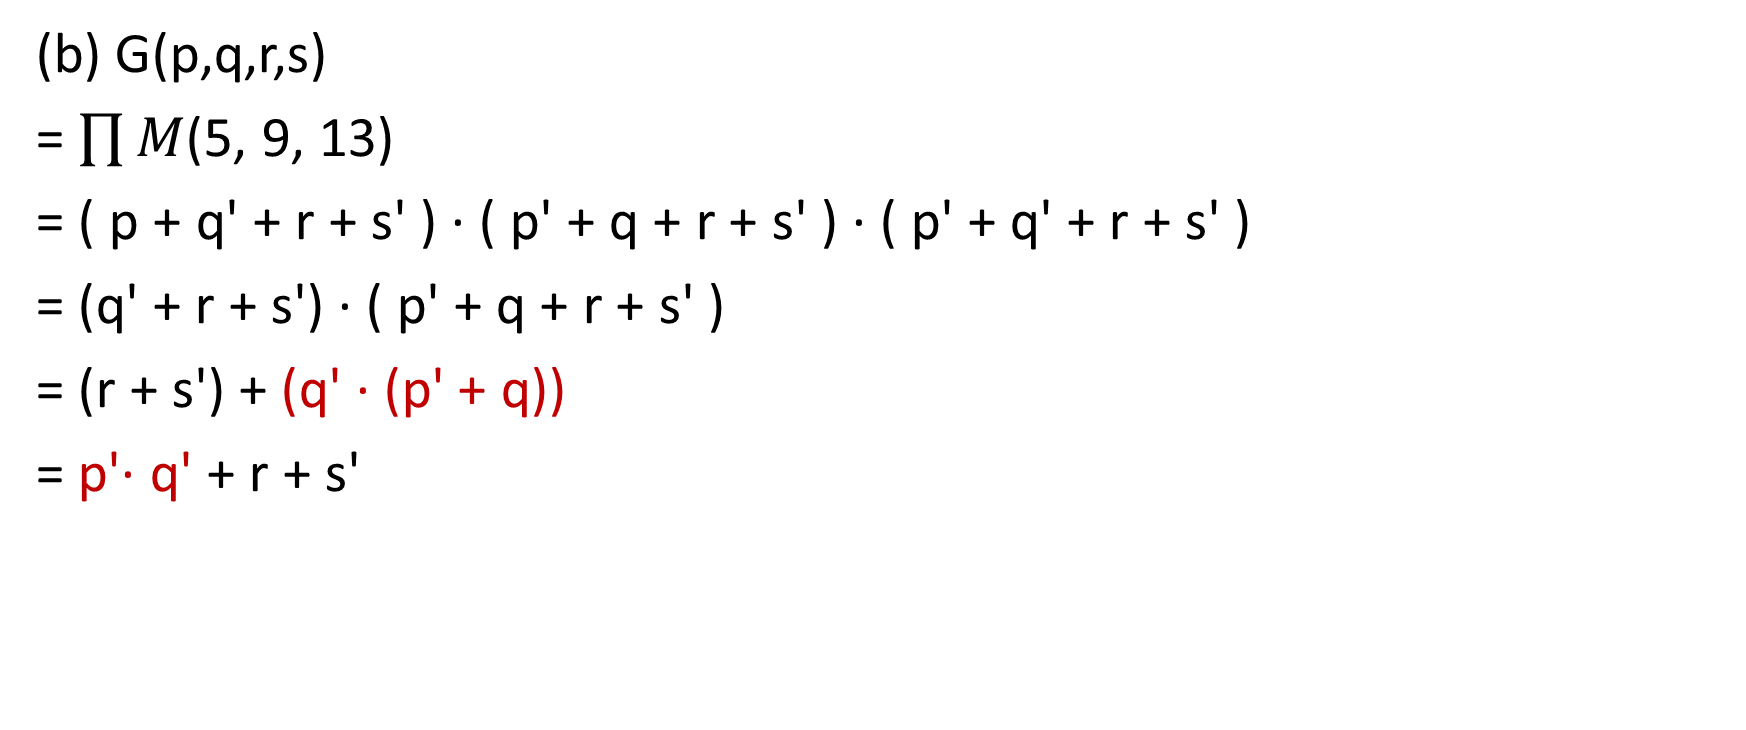 (b) G(p,q,r,s)
= ∏ M(5, 9, 13)
= ( p + q' + r + s' ) · ( p' + q + r + s' ) · ( p' + q' + r + s' )
= (q' + r + s') · ( p' + q + r + s' )
= (r + s') + (q' · (p' + q))
= p'· q' + r + s'